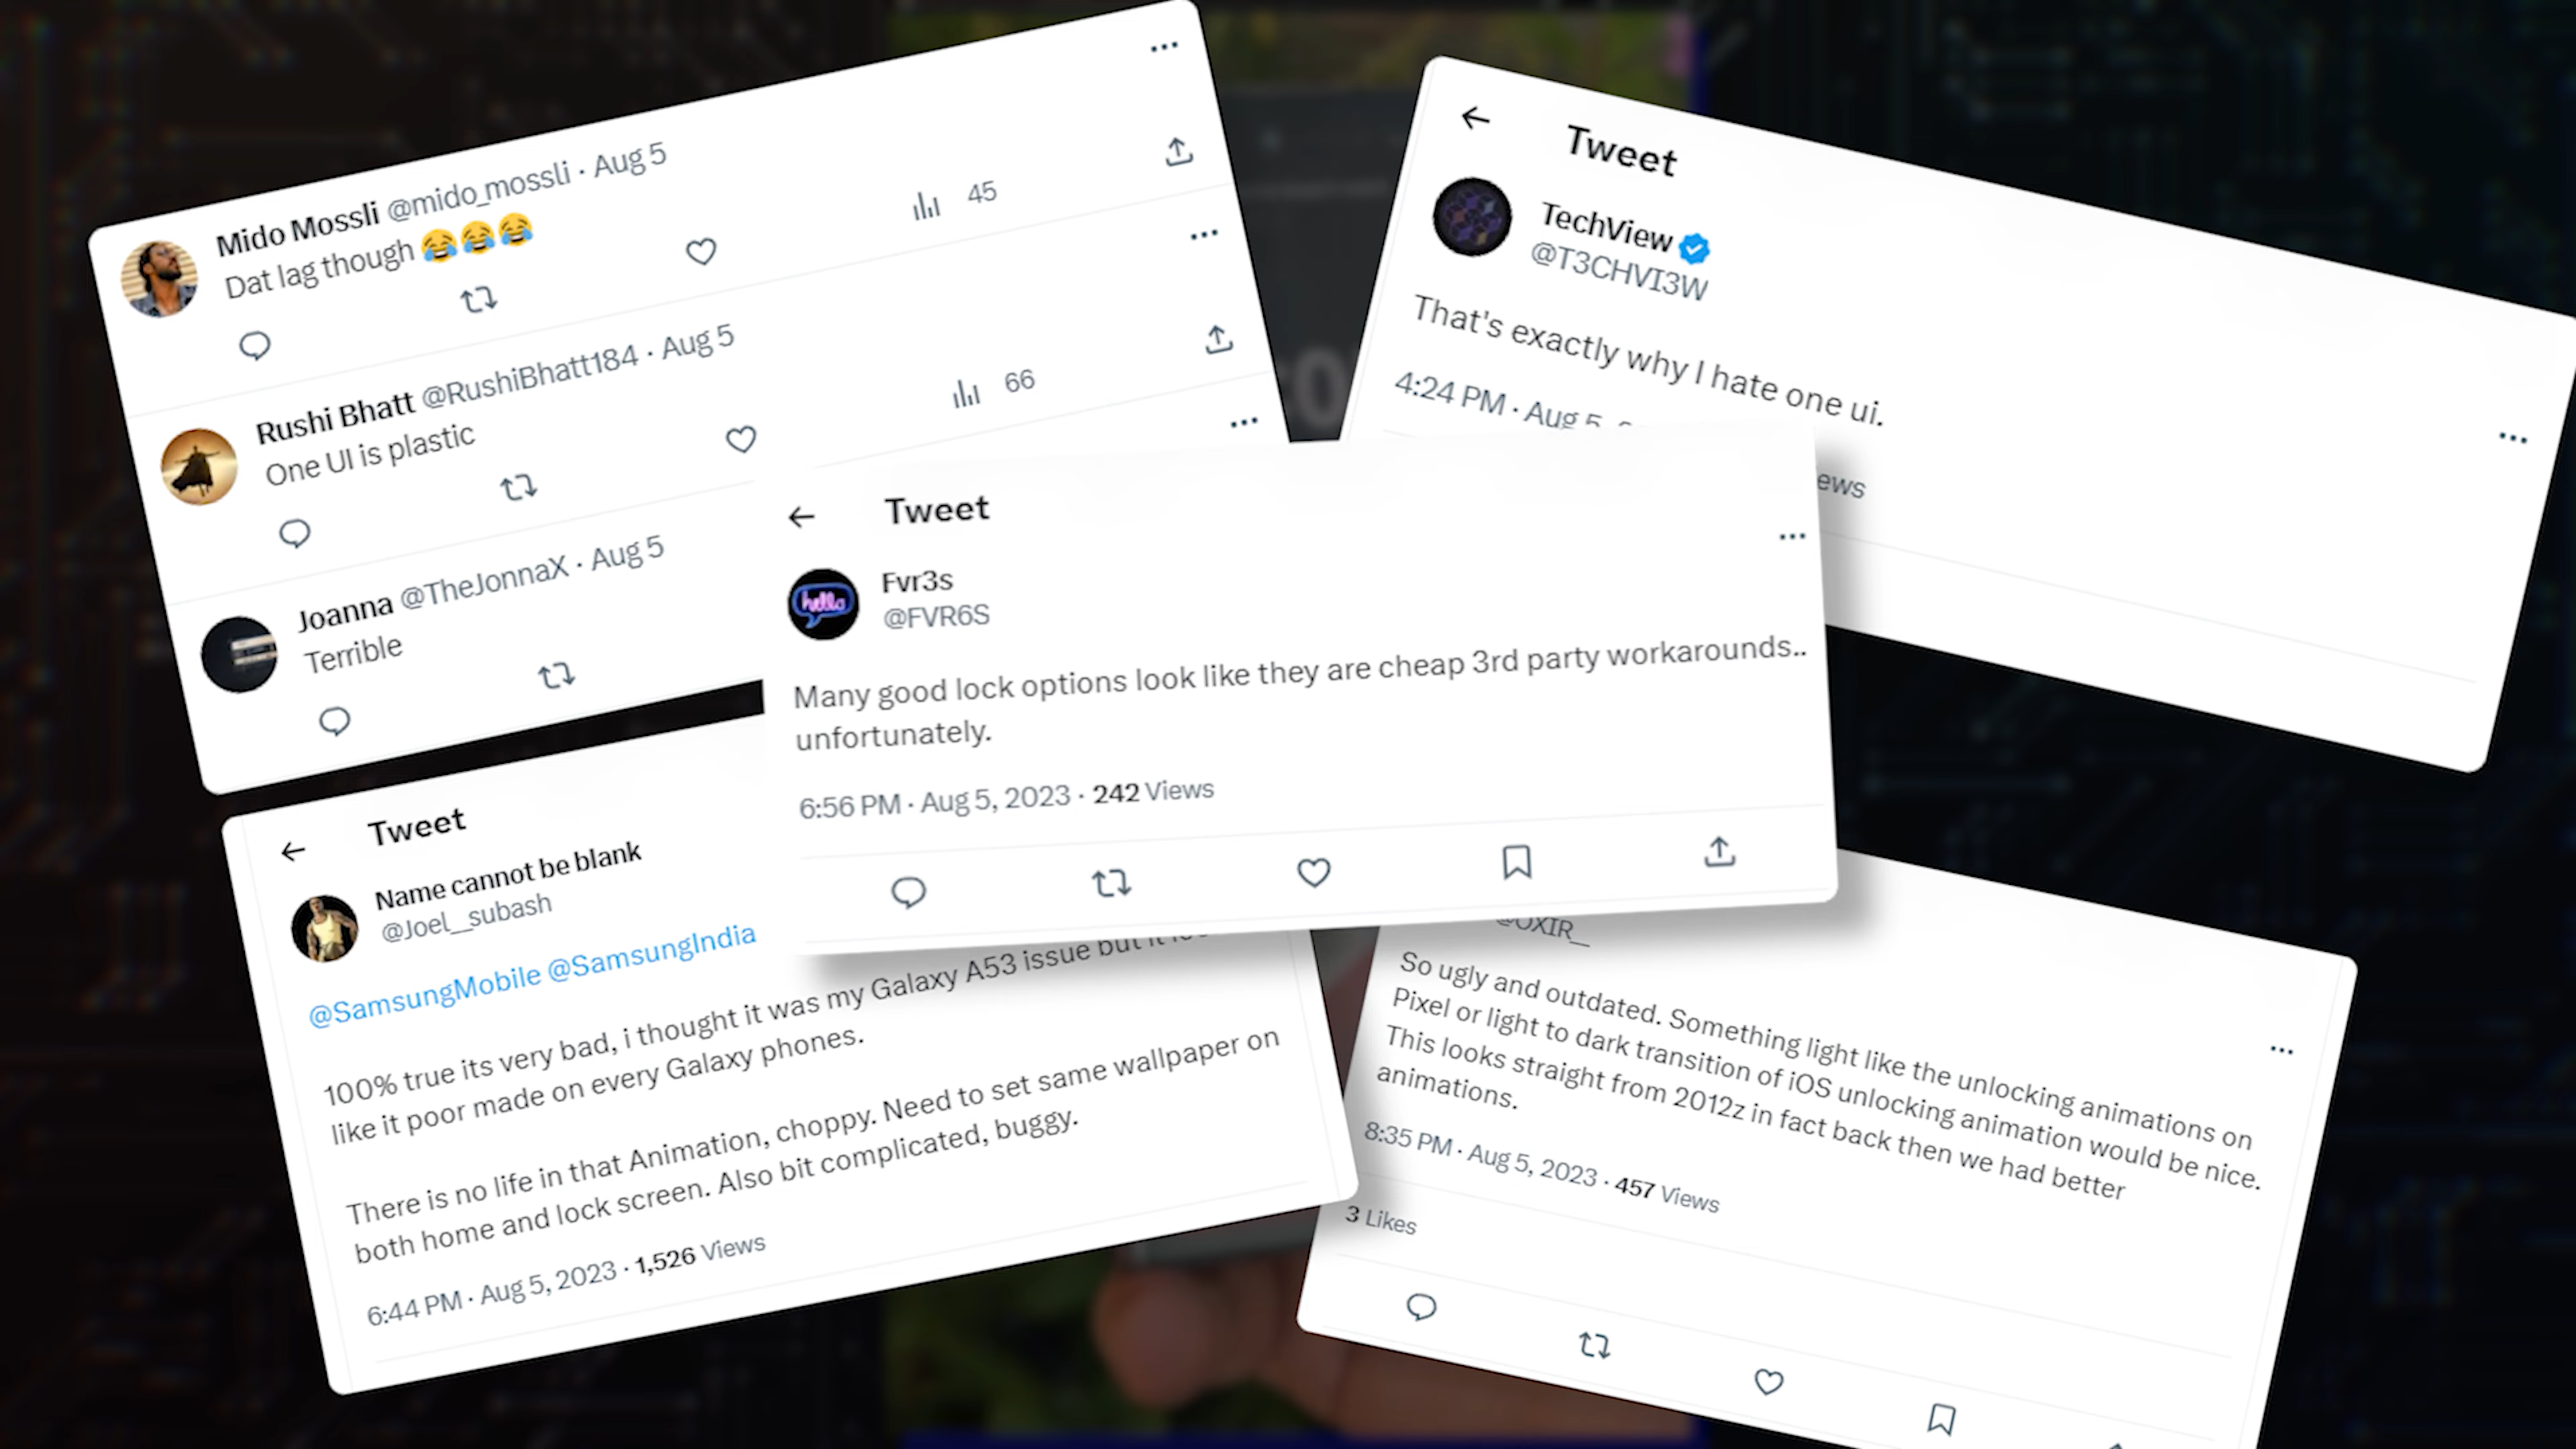 Mido Mossli @mido_mossli · Aug 5
Dat lag though 😂😂😂
45
Rushi Bhatt @RushiBhatt184 · Aug 5
One UI is plastic
66
Joanna @TheJonnaX · Aug 5
Terrible
Tweet
TechView
@T3CHVI3W
That's exactly why I hate one ui.
4:24 PM · Aug 5
Tweet
Fvr3s
@FVR6S
Many good lock options look like they are cheap 3rd party workarounds..
unfortunately.
6:56 PM · Aug 5, 2023 · 242 Views
Tweet
Name cannot be blank
@Joel__subash
@SamsungMobile @SamsungIndia
100% true its very bad, i thought it was my Galaxy A53 issue but it
like it poor made on every Galaxy phones.
There is no life in that Animation, choppy. Need to set same wallpaper on
both home and lock screen. Also bit complicated, buggy.
6:44 PM · Aug 5, 2023 · 1,526 Views
So ugly and outdated. Something light like the unlocking animations on
Pixel or light to dark transition of iOS unlocking animation would be nice.
This looks straight from 2012z in fact back then we had better
animations.
8:35 PM · Aug 5, 2023 · 457 Views
3 Likes